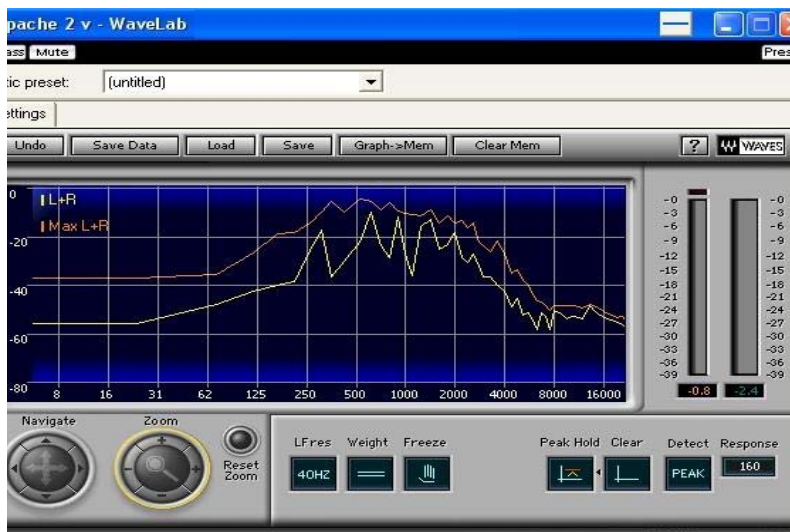 pache 2 v - WaveLab
ass Mute Pres
tic preset: (untitled)
ettings
Undo Save Data Load Save Graph->Mem Clear Mem ? WAVES
0 L+R
Max L+R
-20
-40
-60
-80 8 16 31 62 125 250 500 1000 2000 4000 8000 16000
-0 -0
-3 -3
-6 -6
-9 -9
-12 -12
-15 -15
-18 -18
-21 -21
-24 -24
-27 -27
-30 -30
-33 -33
-36 -36
-39 -39
-0.8 -2.4
Navigate Zoom
Reset
Zoom
LFres Weight Freeze Peak Hold Clear Detect Response
40HZ PEAK 160